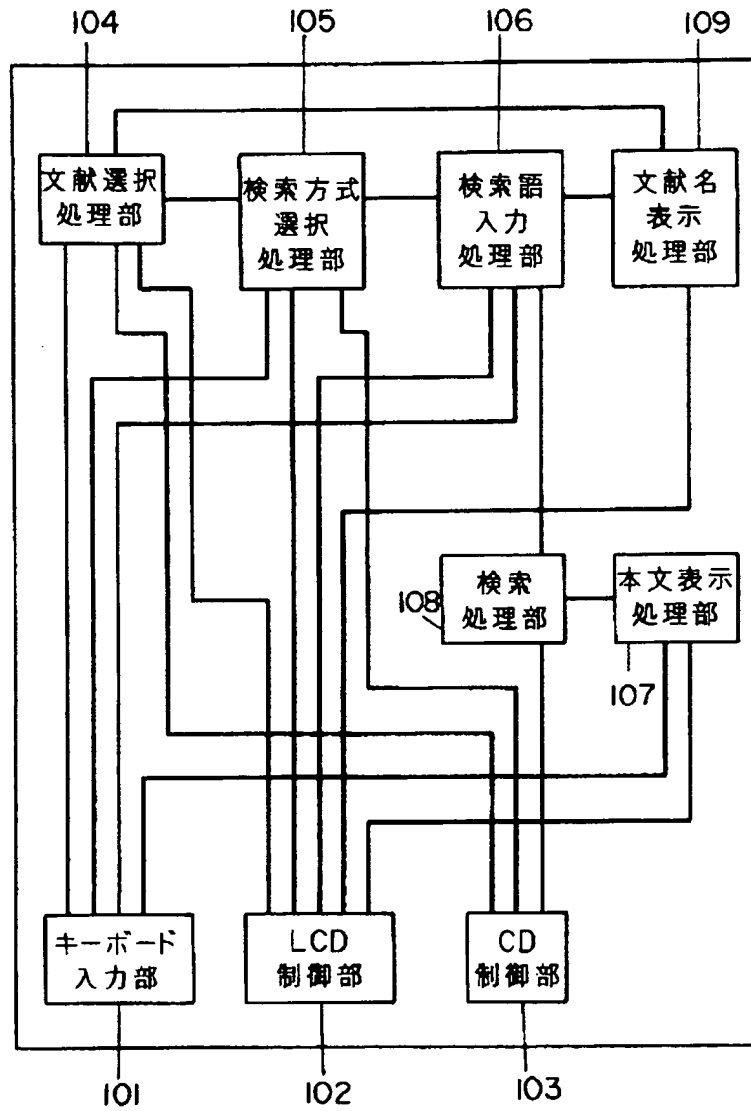 104
105
106
109
文献選択
処理部
検索方式
選択
処理部
検索語
入力
処理部
文献名
表示
処理部
検索
処理部
108
本文表示
処理部
107
キーボード
入力部
LCD
制御部
CD
制御部
101
102
103